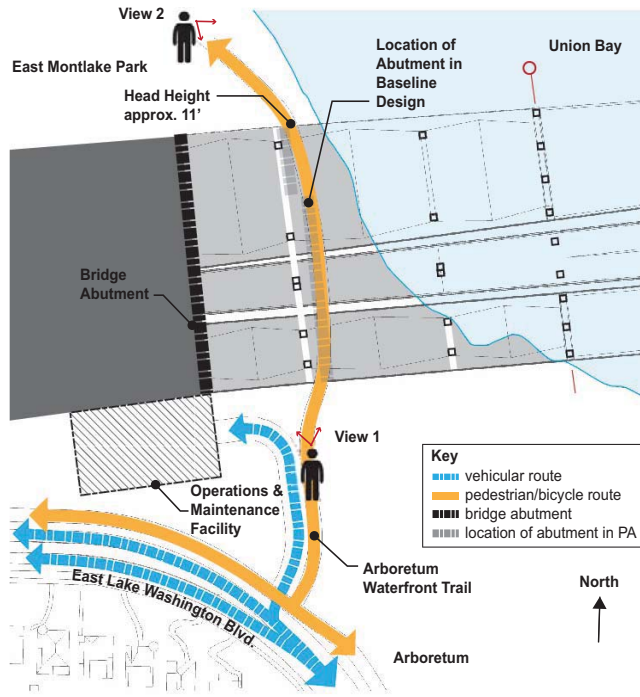 View 2
East Montlake Park
Head Height
approx. 11'
Location of
Abutment in
Baseline
Design
Union Bay
Bridge
Abutment
View 1
Operations &
Maintenance
Facility
Key
vehicular route
pedestrian/bicycle route
bridge abutment
location of abutment in PA
Arboretum
Waterfront Trail
East Lake Washington Blvd.
Arboretum
North